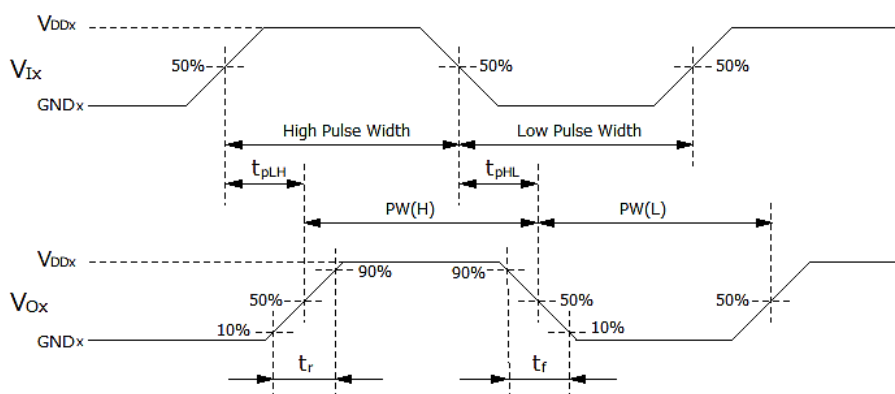 VDDx
VIx
50%
50%
50%
GNDx
High Pulse Width
Low Pulse Width
tpLH
tpHL
PW(H)
PW(L)
VDDx
90%
90%
VOx
50%
50%
50%
10%
10%
GNDx
tr
tf